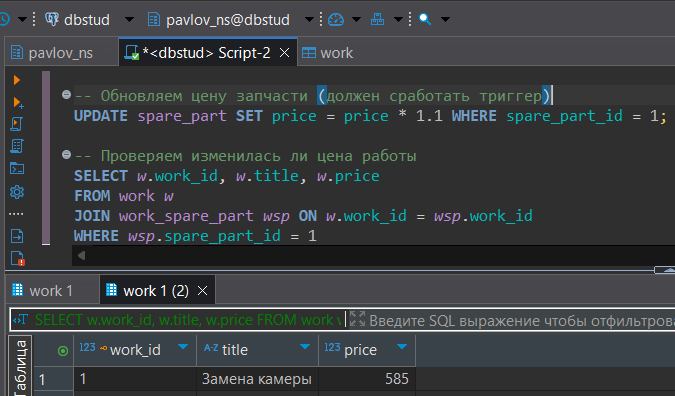 dbstud pavlov_ns@dbstud
pavlov_ns *<dbstud> Script-2 work
-- Обновляем цену запчасти (должен сработать триггер)
UPDATE spare_part SET price = price * 1.1 WHERE spare_part_id = 1;
-- Проверяем изменилась ли цена работы
SELECT w.work_id, w.title, w.price
FROM work w
JOIN work_spare_part wsp ON w.work_id = wsp.work_id
WHERE wsp.spare_part_id = 1
work 1 work 1 (2)
SELECT w.work_id, w.title, w.price FROM work Введите SQL выражение чтобы отфильтрова
Таблица
123 work_id A-Z title 123 price
1 1 Замена камеры 585